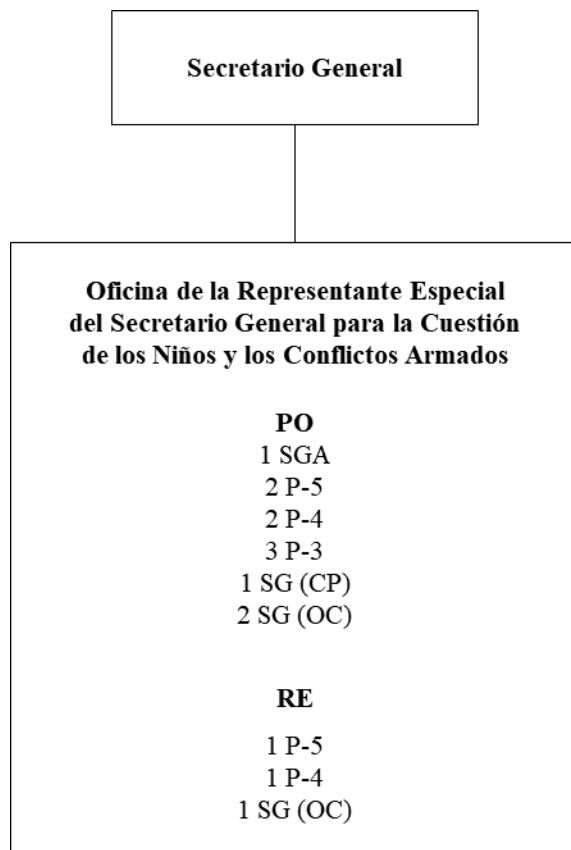 Secretario General
Oficina de la Representante Especial
del Secretario General para la Cuestión
de los Niños y los Conflictos Armados
PO
1 SGA
2 P-5
2 P-4
3 P-3
1 SG (CP)
2 SG (OC)
RE
1 P-5
1 P-4
1 SG (OC)